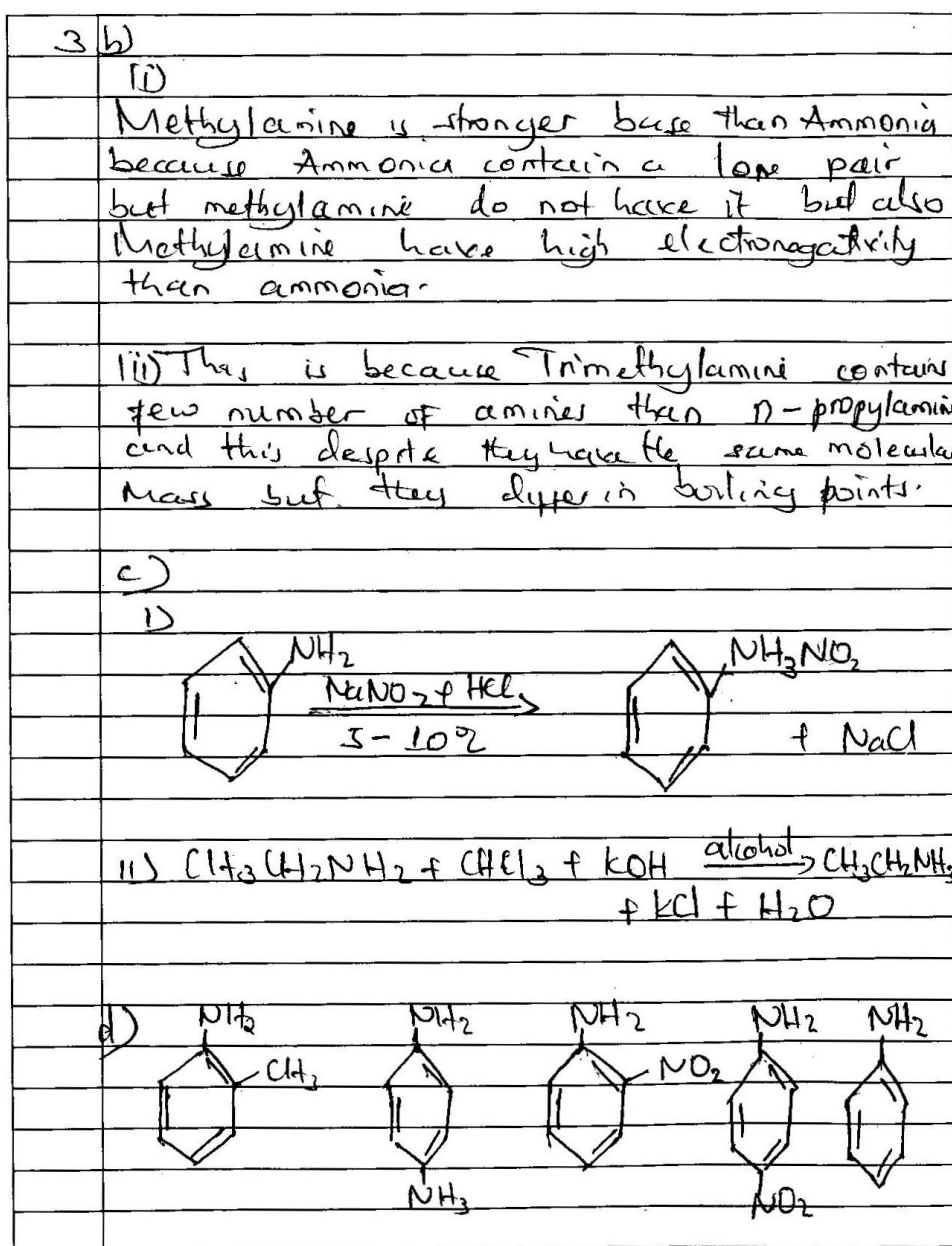 3 b)
(i)
Methylamine is stronger base than Ammonia
because Ammonia contain a lone pair
but methylamine do not have it but also
Methylamine have high electronegativity
than ammonia.
(ii) This is because Trimethylamine contains
few number of amines than n-propylamine
and this despite they have the same molecular
Mass but they differ in boiling points.
c)
i)
NH2 NaNO2 + HCl 5-10°C NH3NO2
+ NaCl
ii) CH3CH2NH2 + CHCl3 + KOH alcohol → CH3CH2NH3
+ KCl + H2O
d) NH2 NH2 NH2 NH2 NH2
CH3 NO2
NH3 NO2